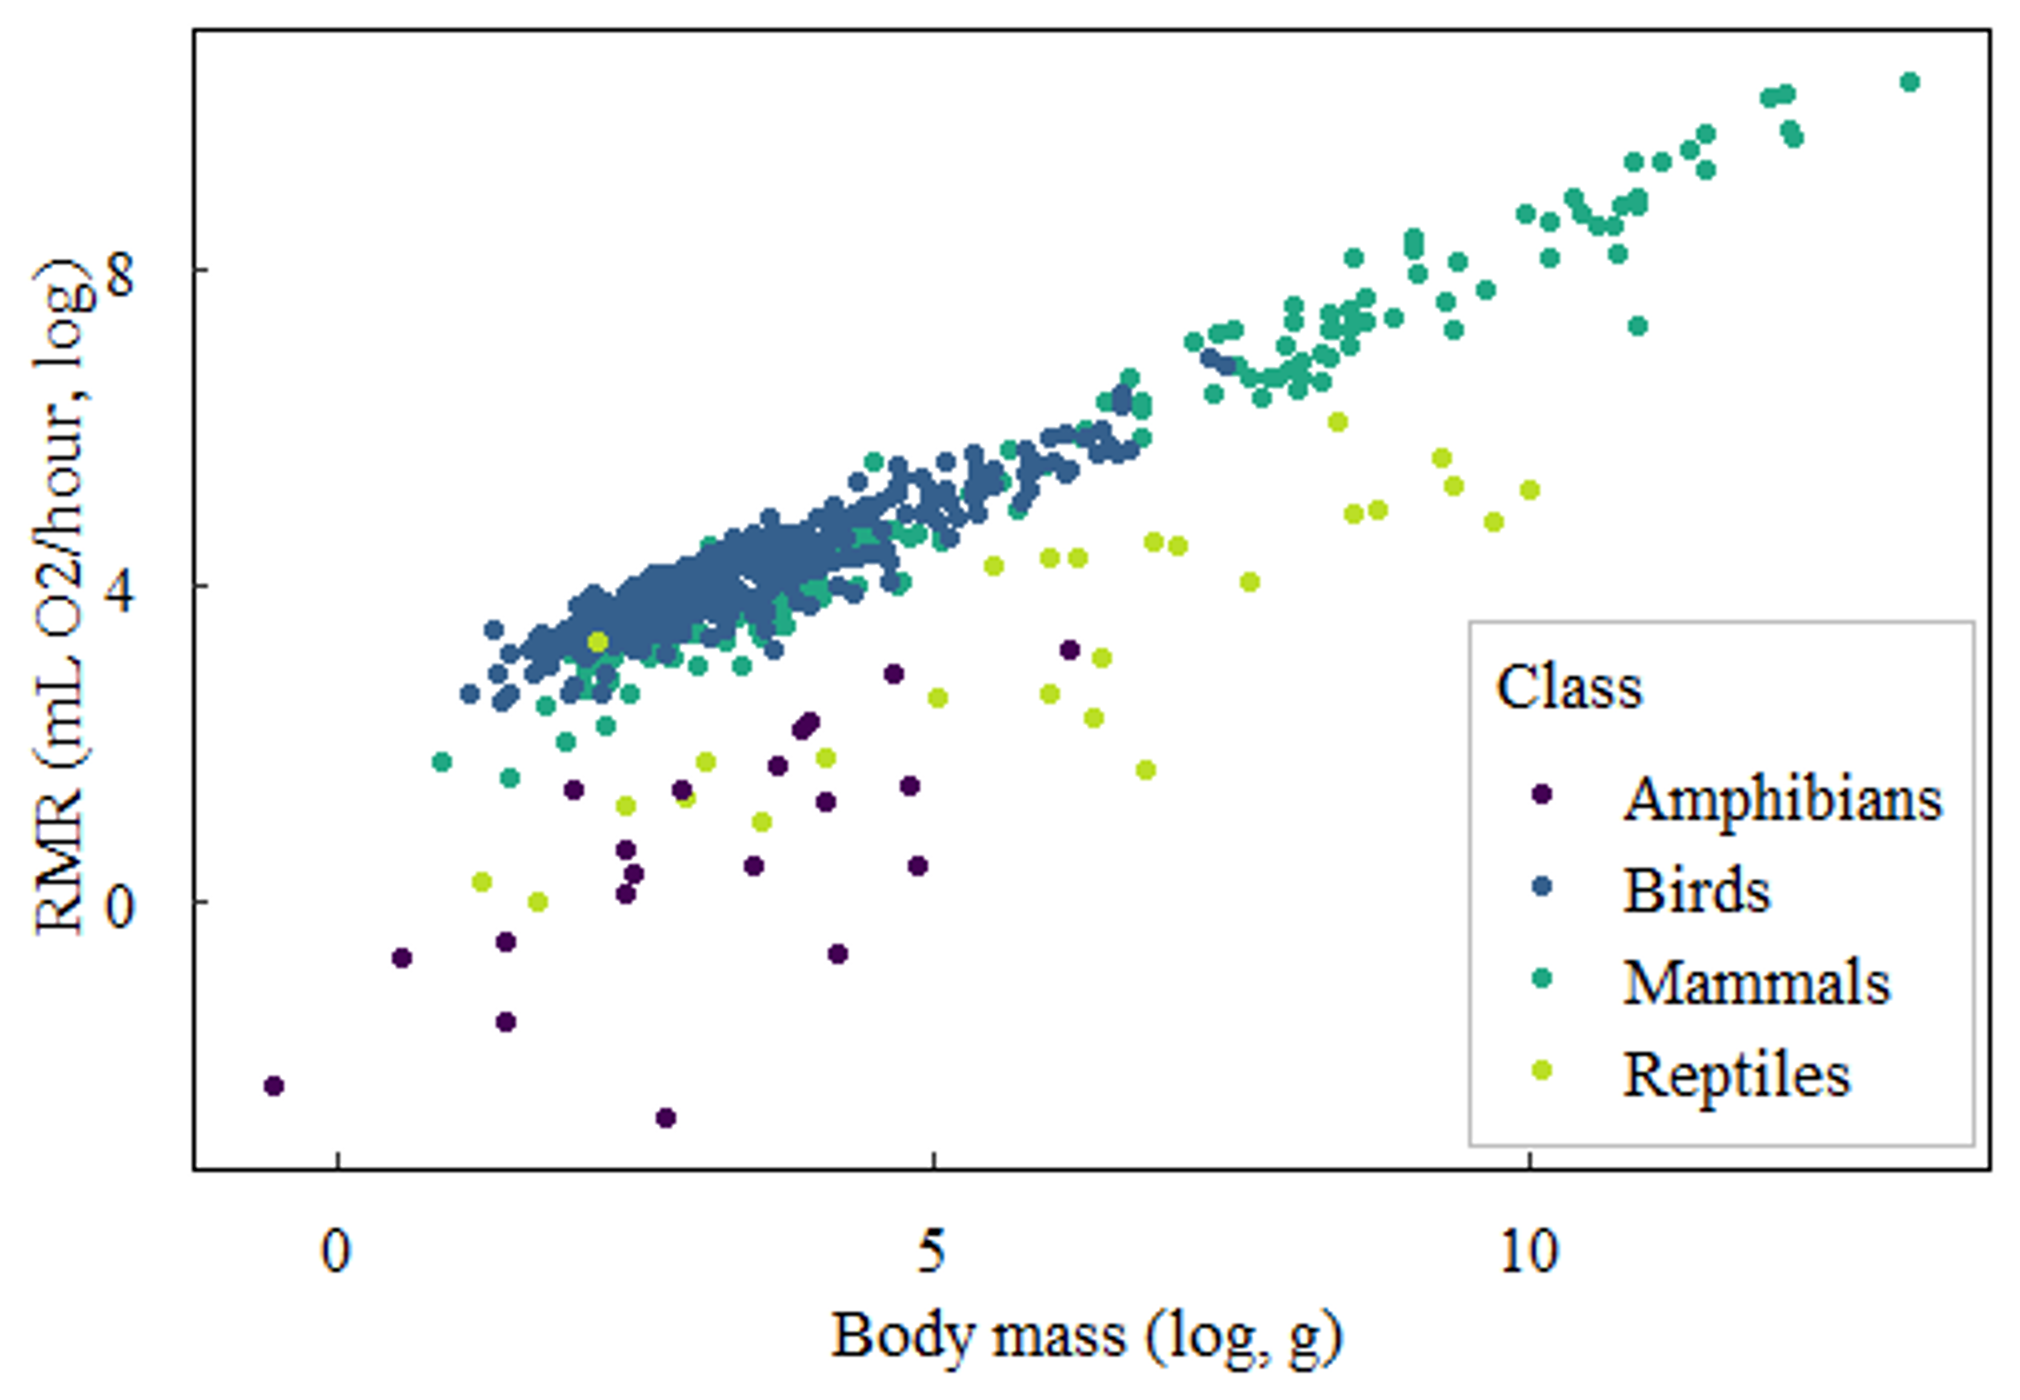 RMR (mL O2/hour, log)
8
4
0
0 5 10
Body mass (log, g)
Class
Amphibians
Birds
Mammals
Reptiles